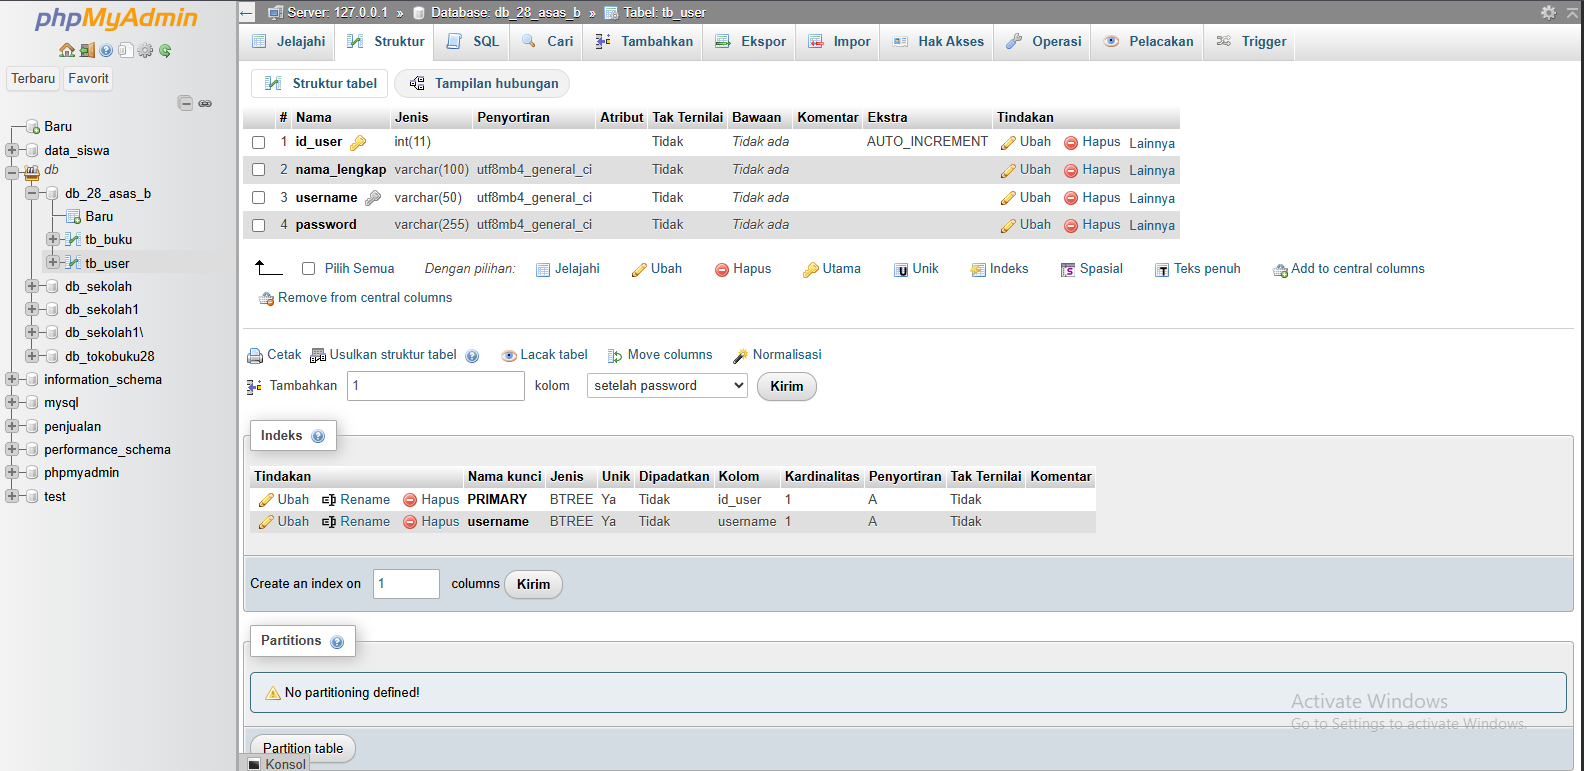 phpMyAdmin
Terbaru Favorit
Baru
data_siswa
db
db_28_asas_b
Baru
tb_buku
tb_user
db_sekolah
db_sekolah1
db_sekolah1\
db_tokobuku28
information_schema
mysql
penjualan
performance_schema
phpmyadmin
test
Server: 127.0.0.1 » Database: db_28_asas_b » Tabel: tb_user
Jelajahi Struktur SQL Cari Tambahkan Ekspor Impor Hak Akses Operasi Pelacakan Trigger
Struktur tabel Tampilan hubungan
# Nama Jenis Penyortiran Atribut Tak Ternilai Bawaan Komentar Ekstra Tindakan
1 id_user int(11) Tidak Tidak ada AUTO_INCREMENT Ubah Hapus Lainnya
2 nama_lengkap varchar(100) utf8mb4_general_ci Tidak Tidak ada Ubah Hapus Lainnya
3 username varchar(50) utf8mb4_general_ci Tidak Tidak ada Ubah Hapus Lainnya
4 password varchar(255) utf8mb4_general_ci Tidak Tidak ada Ubah Hapus Lainnya
Pilih Semua Dengan pilihan: Jelajahi Ubah Hapus Utama Unik Indeks Spasial Teks penuh Add to central columns
Remove from central columns
Cetak Usulkan struktur tabel Lacak tabel Move columns Normalisasi
Tambahkan 1 kolom setelah password Kirim
Indeks
Tindakan Nama kunci Jenis Unik Dipadatkan Kolom Kardinalitas Penyortiran Tak Ternilai Komentar
Ubah Rename Hapus PRIMARY BTREE Ya Tidak id_user 1 A Tidak
Ubah Rename Hapus username BTREE Ya Tidak username 1 A Tidak
Create an index on 1 columns Kirim
Partitions
No partitioning defined!
Activate Windows
Go to Settings to activate Windows.
Partition table
Konsol